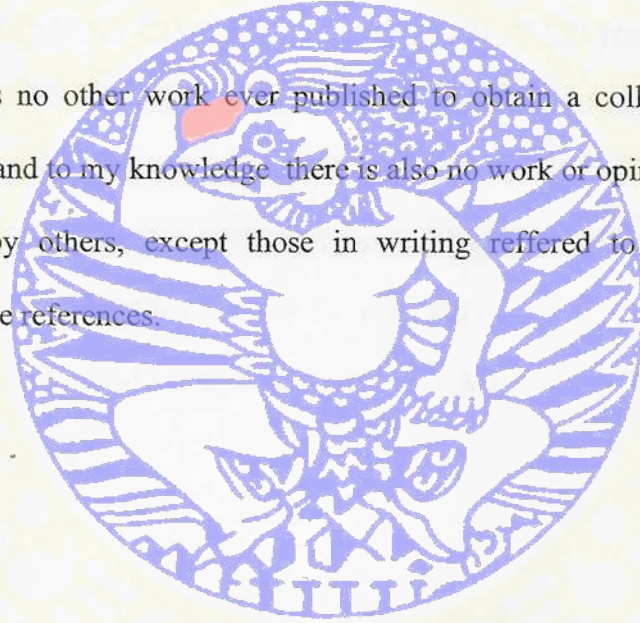 no other work ever published to obtain a coll
and to my knowledge there is also no work or opin
by others, except those in writing reffered to
e references.